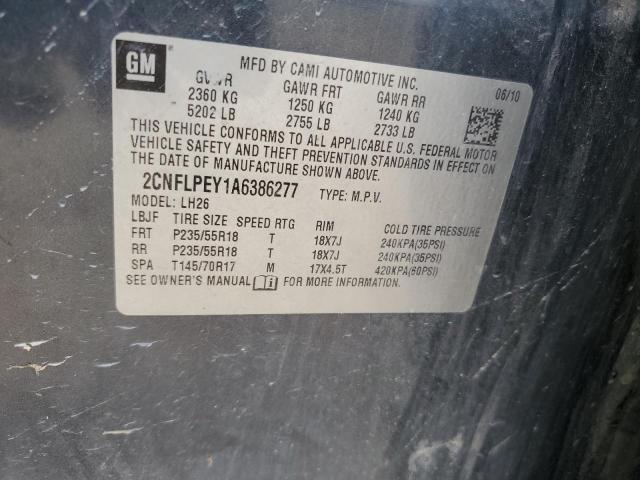 GM
MFD BY CAMI AUTOMOTIVE INC.
06/10
GVWR GAWR FRT GAWR RR
2360 KG 1250 KG 1240 KG
5202 LB 2755 LB 2733 LB
THIS VEHICLE CONFORMS TO ALL APPLICABLE U.S. FEDERAL MOTOR
VEHICLE SAFETY AND THEFT PREVENTION STANDARDS IN EFFECT ON
THE DATE OF MANUFACTURE SHOWN ABOVE.
2CNFLPEY1A6386277 TYPE: M.P.V.
MODEL: LH26
LBJF TIRE SIZE SPEED RTG RIM COLD TIRE PRESSURE
FRT P235/55R18 T 18X7J 240KPA(35PSI)
RR P235/55R18 T 18X7J 240KPA(35PSI)
SPA T145/70R17 M 17X4.5T 420KPA(60PSI)
SEE OWNER'S MANUAL FOR MORE INFORMATION.